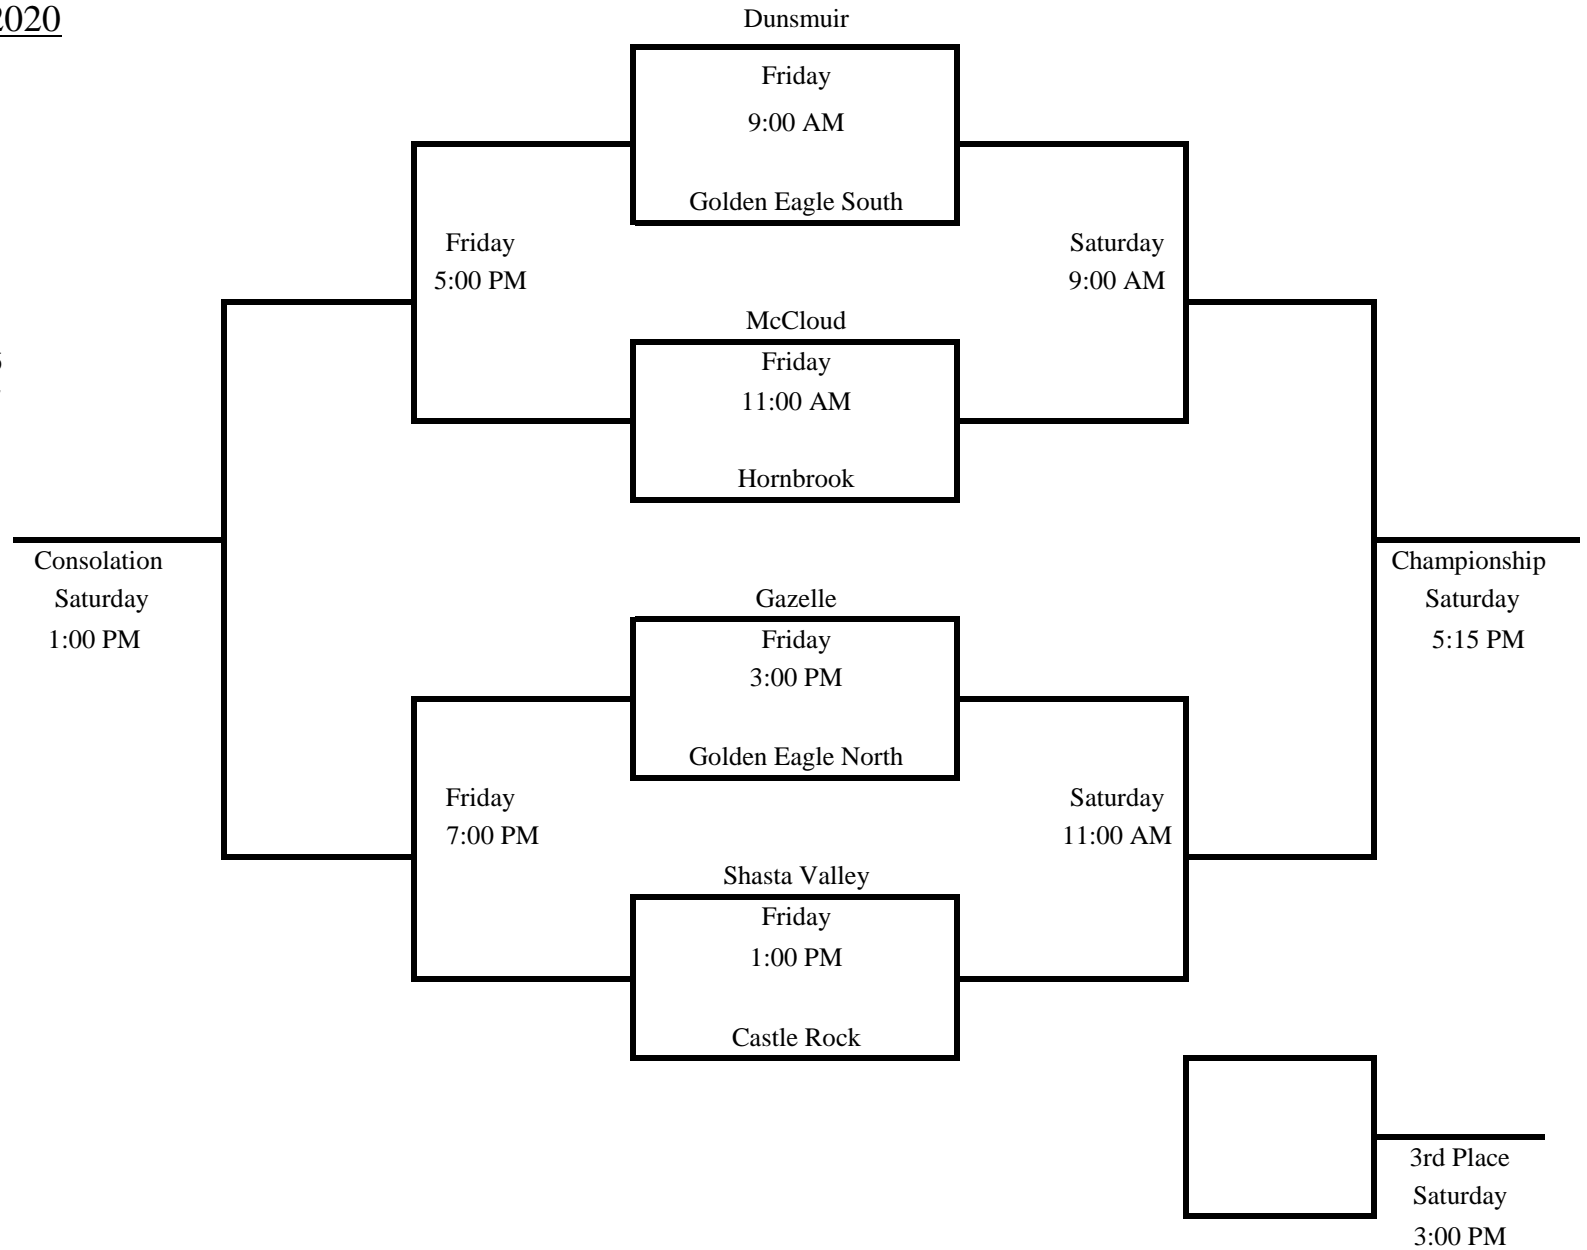 2020
Dunsmuir
Friday
9:00 AM
Golden Eagle South
Friday
5:00 PM
Saturday
9:00 AM
McCloud
Friday
11:00 AM
Hornbrook
Consolation
Saturday
1:00 PM
Championship
Saturday
5:15 PM
Gazelle
Friday
3:00 PM
Golden Eagle North
Friday
7:00 PM
Saturday
11:00 AM
Shasta Valley
Friday
1:00 PM
Castle Rock
3rd Place
Saturday
3:00 PM